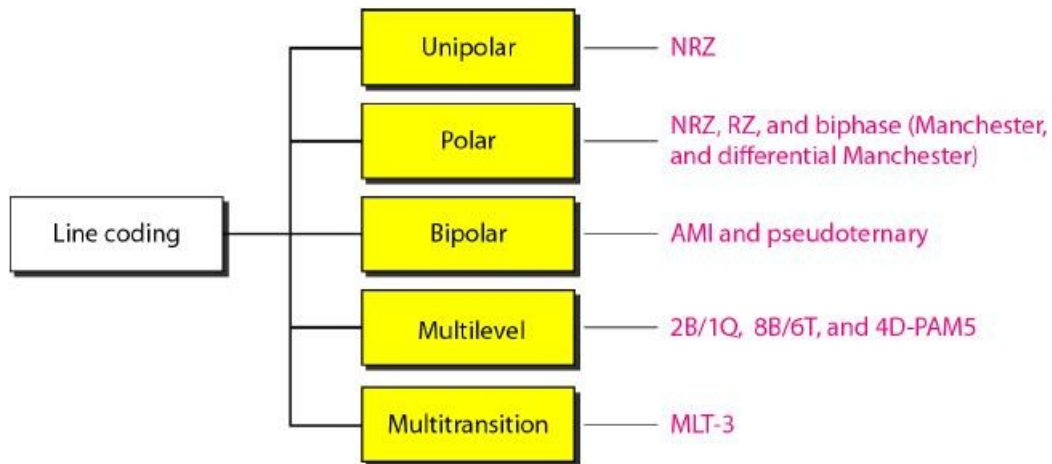 Unipolar
NRZ
Polar
NRZ, RZ, and biphase (Manchester,
and differential Manchester)
Line coding
Bipolar
AMI and pseudoternary
Multilevel
2B/1Q, 8B/6T, and 4D-PAM5
Multitransition
MLT-3